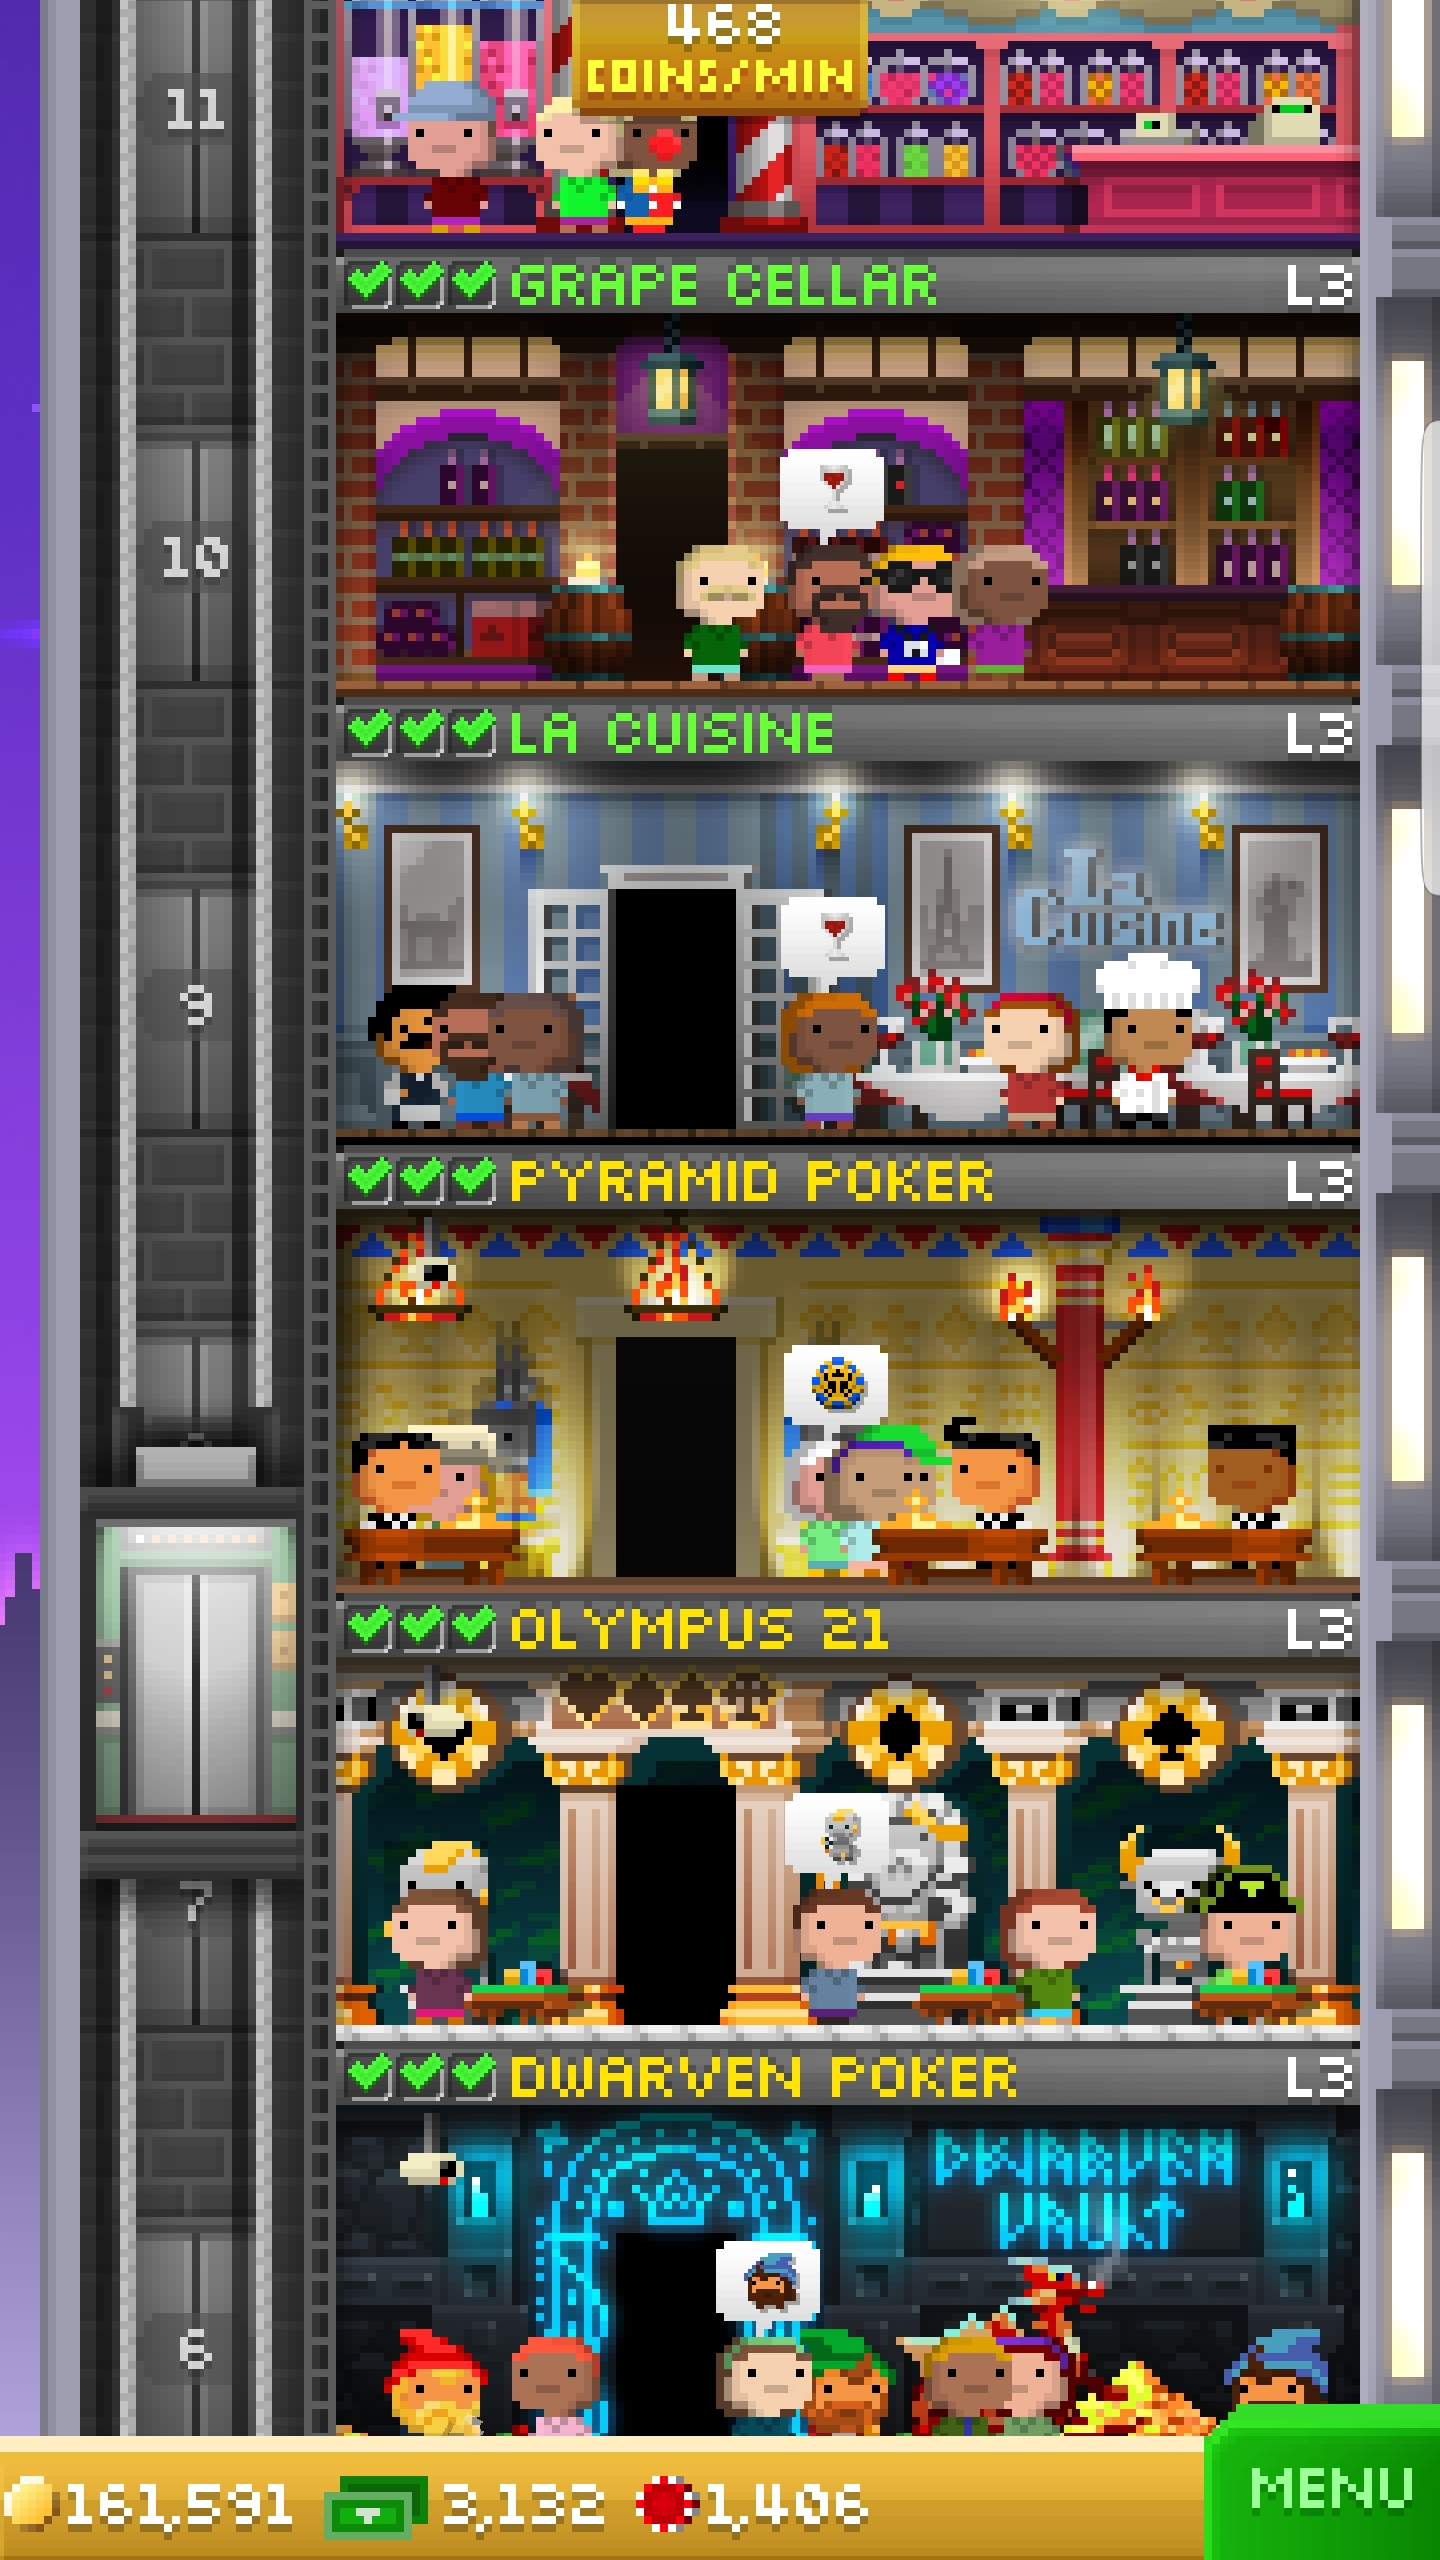 468
COINS/MIN
11
GRAPE CELLAR L3
10
LA CUISINE L3
La
Cuisine
9
PYRAMID POKER L3
OLYMPUS 21 L3
7
DWARVEN POKER L3
DWARVEN
VAULT
6
161,591 3,132 1,406 MENU